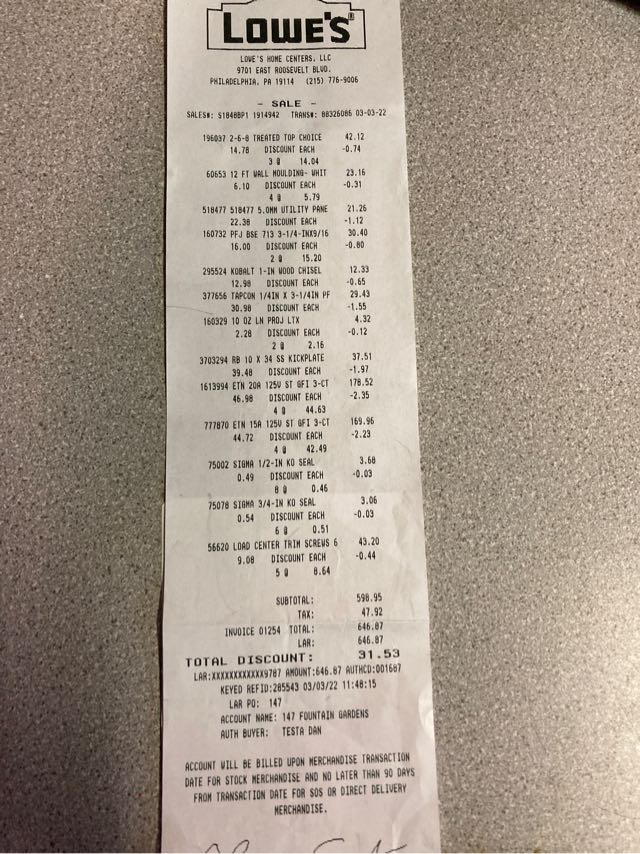 LOWE'S
LOWE'S HOME CENTERS, LLC
9701 EAST ROOSEVELT BLVD.
PHILADELPHIA, PA 19114 (215) 776-9006
- SALE -
SALES#: S1848BP1 1914942 TRANS#: 88326086 03-03-22
196037 2-6-8 TREATED TOP CHOICE 42.12
14.78 DISCOUNT EACH -0.74
3 @ 14.04
60653 12 FT WALL MOULDING- WHIT 23.16
6.10 DISCOUNT EACH -0.31
4 @ 5.79
518477 518477 5.0MM UTILITY PANE 21.26
22.38 DISCOUNT EACH -1.12
160732 PFJ BSE 713 3-1/4-INX9/16 30.40
16.00 DISCOUNT EACH -0.80
2 @ 15.20
295524 KOBALT 1-IN WOOD CHISEL 12.33
12.98 DISCOUNT EACH -0.65
377656 TAPCON 1/4IN X 3-1/4IN PF 29.43
30.98 DISCOUNT EACH -1.55
160329 10 OZ LN PROJ LTX 4.32
2.28 DISCOUNT EACH -0.12
2 @ 2.16
3703294 RB 10 X 34 SS KICKPLATE 37.51
39.48 DISCOUNT EACH -1.97
1613994 ETN 20A 125V ST GFI 3-CT 178.52
46.98 DISCOUNT EACH -2.35
4 @ 44.63
777870 ETN 15A 125V ST GFI 3-CT 169.96
44.72 DISCOUNT EACH -2.23
4 @ 42.49
75002 SIGMA 1/2-IN KO SEAL 3.68
0.49 DISCOUNT EACH -0.03
8 @ 0.46
75078 SIGMA 3/4-IN KO SEAL 3.06
0.54 DISCOUNT EACH -0.03
6 @ 0.51
56620 LOAD CENTER TRIM SCREWS 6 43.20
9.08 DISCOUNT EACH -0.44
5 @ 8.64
SUBTOTAL: 598.95
TAX: 47.92
INVOICE 01254 TOTAL: 646.87
LAR: 646.87
TOTAL DISCOUNT: 31.53
LAR:XXXXXXXXXXXX9787 AMOUNT:646.87 AUTHCD:001687
KEYED REFID:285543 03/03/22 11:48:15
LAR PO: 147
ACCOUNT NAME: 147 FOUNTAIN GARDENS
AUTH BUYER: TESTA DAN
ACCOUNT WILL BE BILLED UPON MERCHANDISE TRANSACTION
DATE FOR STOCK MERCHANDISE AND NO LATER THAN 90 DAYS
FROM TRANSACTION DATE FOR SOS OR DIRECT DELIVERY
MERCHANDISE.